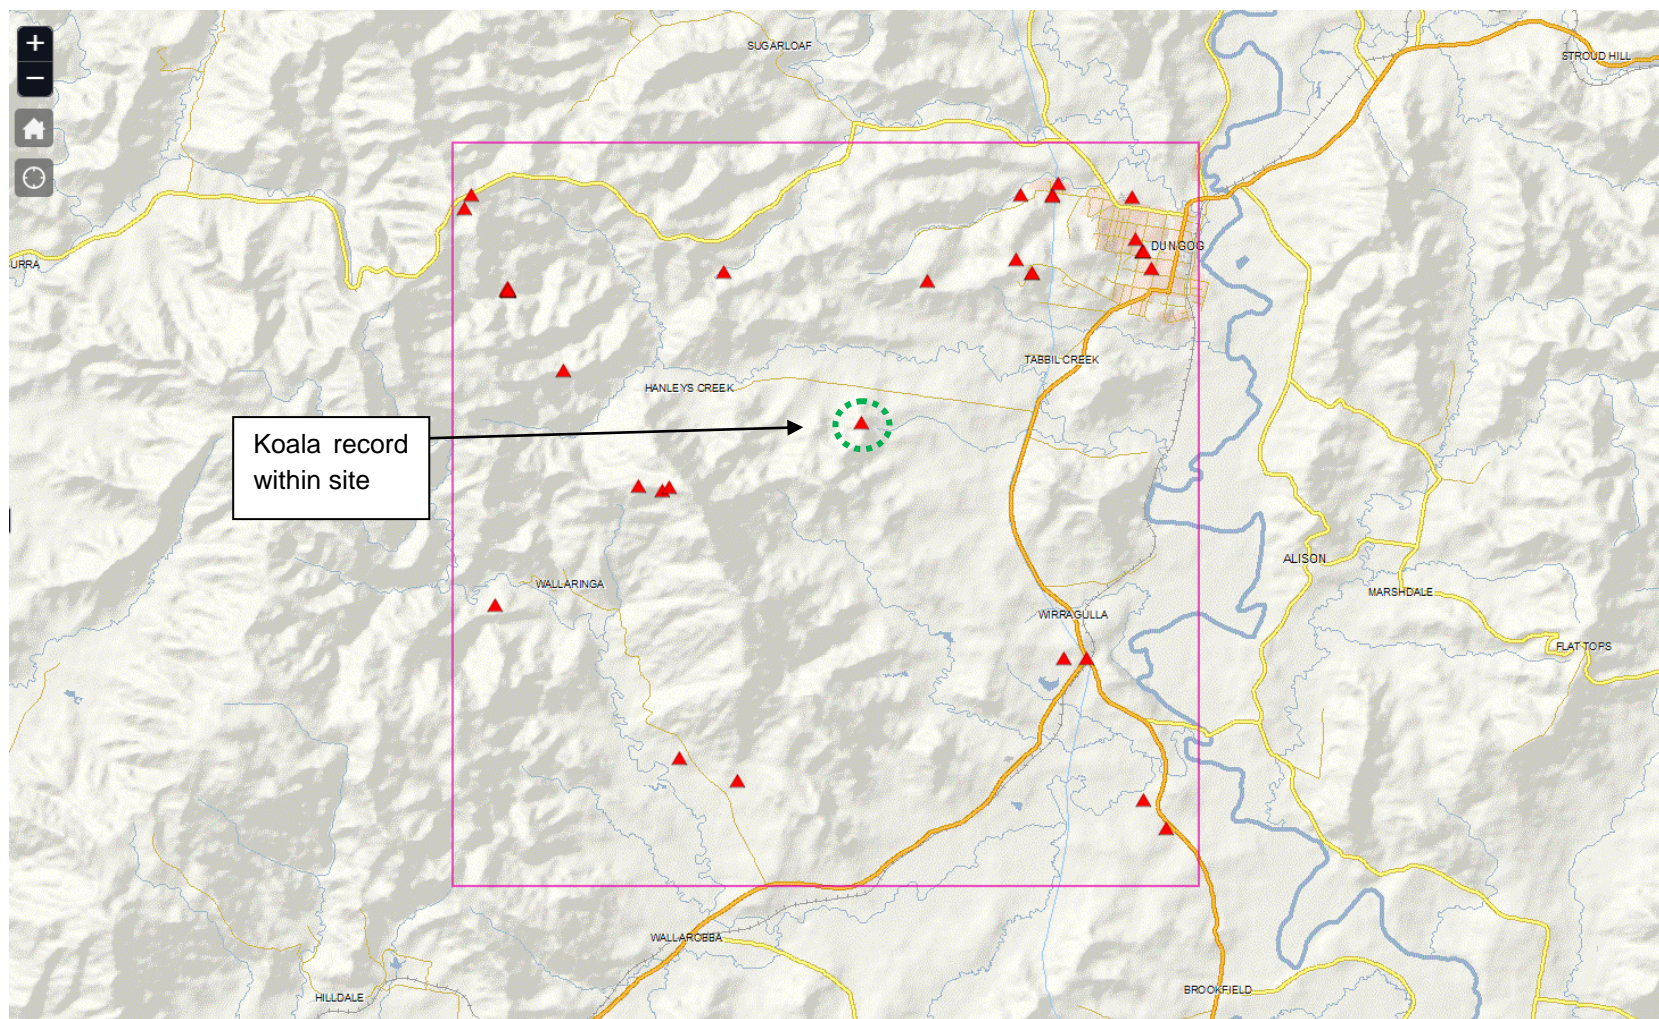 +
−
SUGARLOAF
STROUD HILL
DUNGOG
URRA
TABBIL CREEK
HANLEYS CREEK
Koala record
within site
ALISON
WALLARINGA
MARSHDALE
WIRRAGULLA
FLAT TOPS
WALLAROBBA
BROOKFIELD
HILLDALE